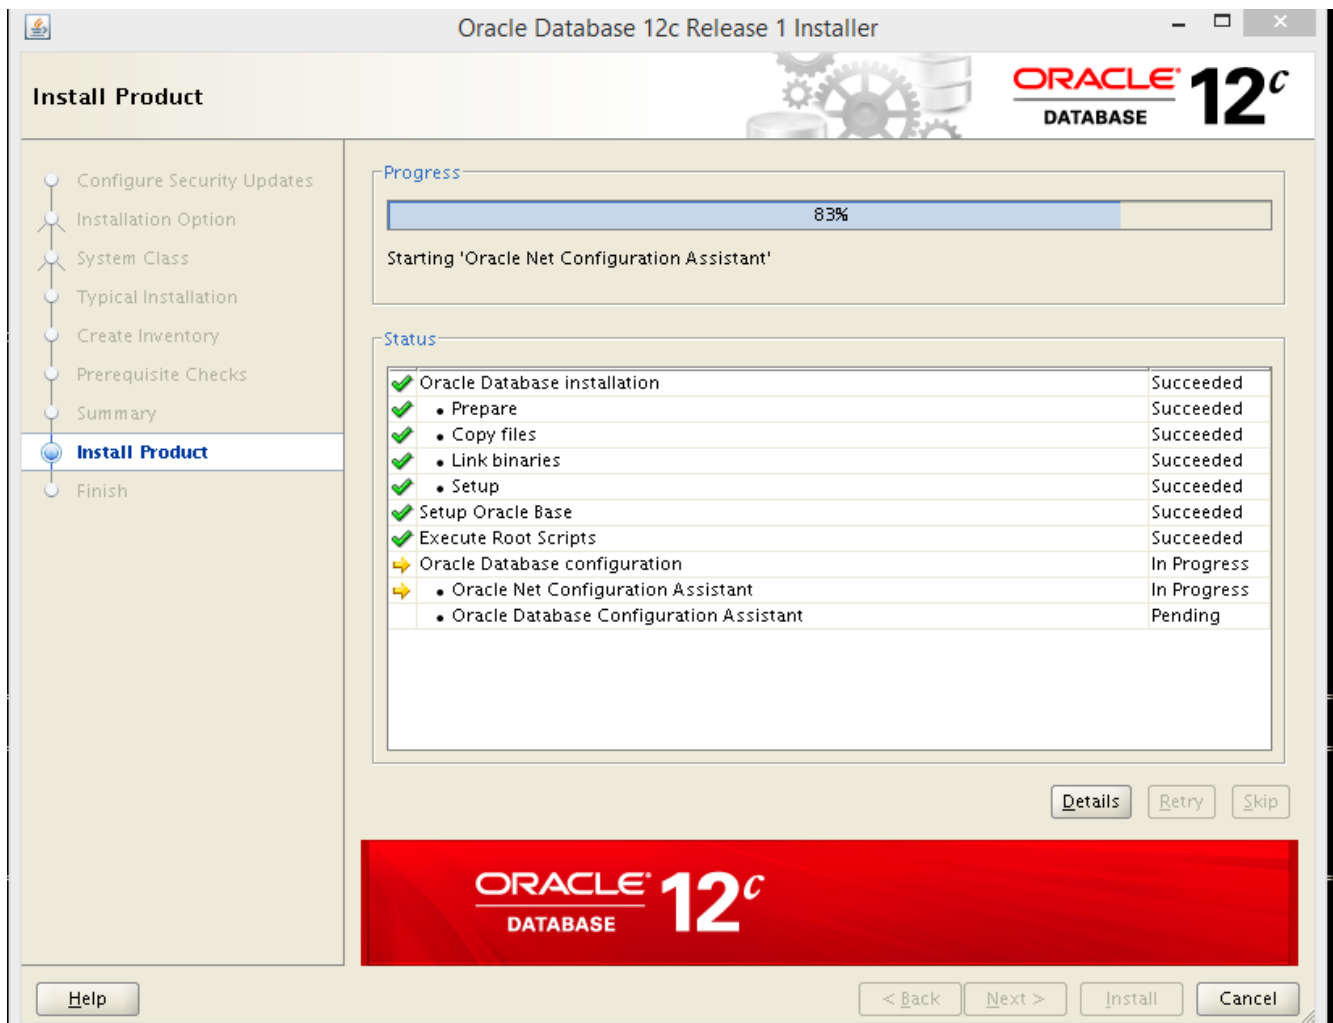 Oracle Database 12c Release 1 Installer
Install Product
ORACLE DATABASE 12c
Configure Security Updates
Installation Option
System Class
Typical Installation
Create Inventory
Prerequisite Checks
Summary
Install Product
Finish
Progress
83%
Starting 'Oracle Net Configuration Assistant'
Status
Oracle Database installation Succeeded
• Prepare Succeeded
• Copy files Succeeded
• Link binaries Succeeded
• Setup Succeeded
Setup Oracle Base Succeeded
Execute Root Scripts Succeeded
Oracle Database configuration In Progress
• Oracle Net Configuration Assistant In Progress
• Oracle Database Configuration Assistant Pending
Details Retry Skip
ORACLE DATABASE 12c
Help < Back Next > Install Cancel